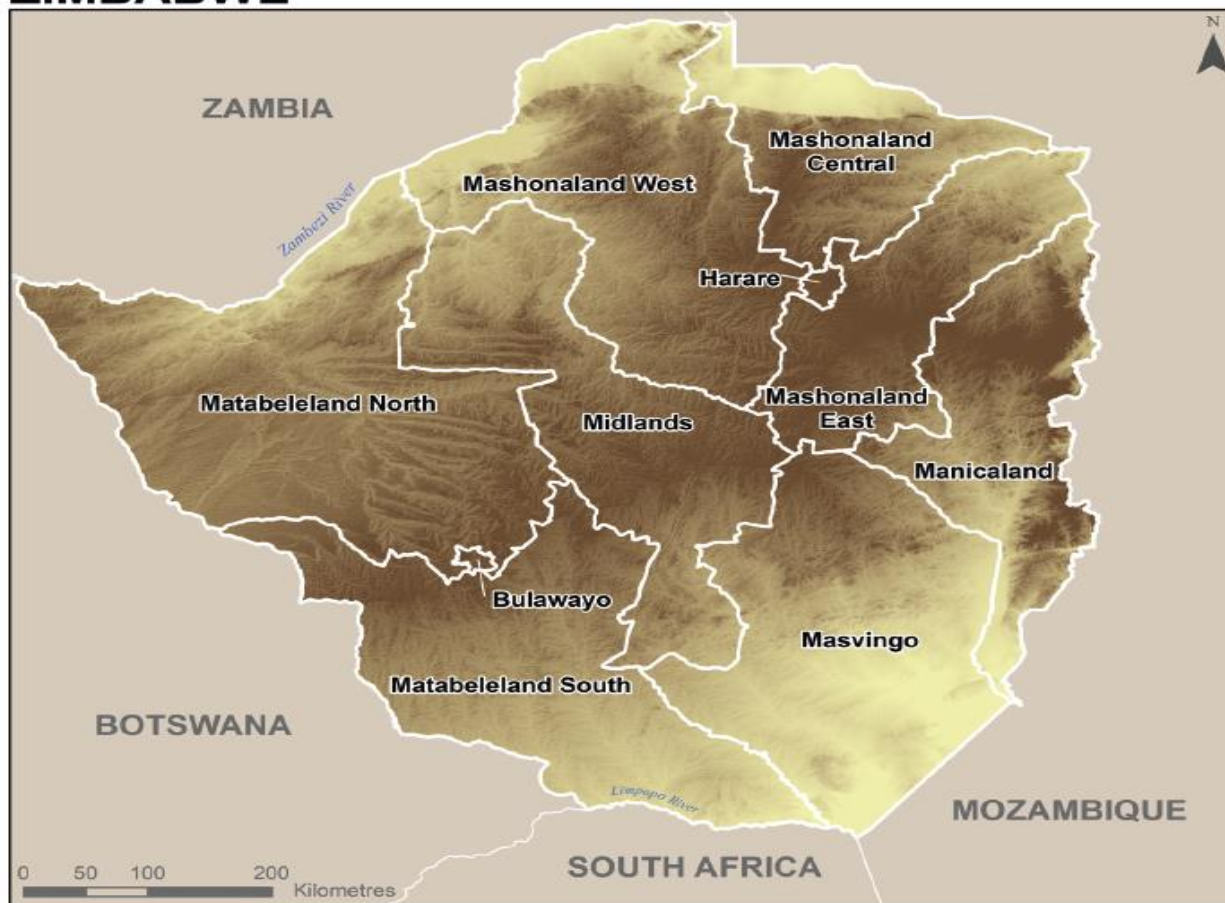 ZIMBABWE
N
ZAMBIA
Mashonaland
Central
Mashonaland West
Zambezi River
Harare
Matabeleland North
Mashonaland
East
Midlands
Manicaland
Bulawayo
Masvingo
Matabeleland South
BOTSWANA
Limpopo River
MOZAMBIQUE
SOUTH AFRICA
0 50 100 200
Kilometres